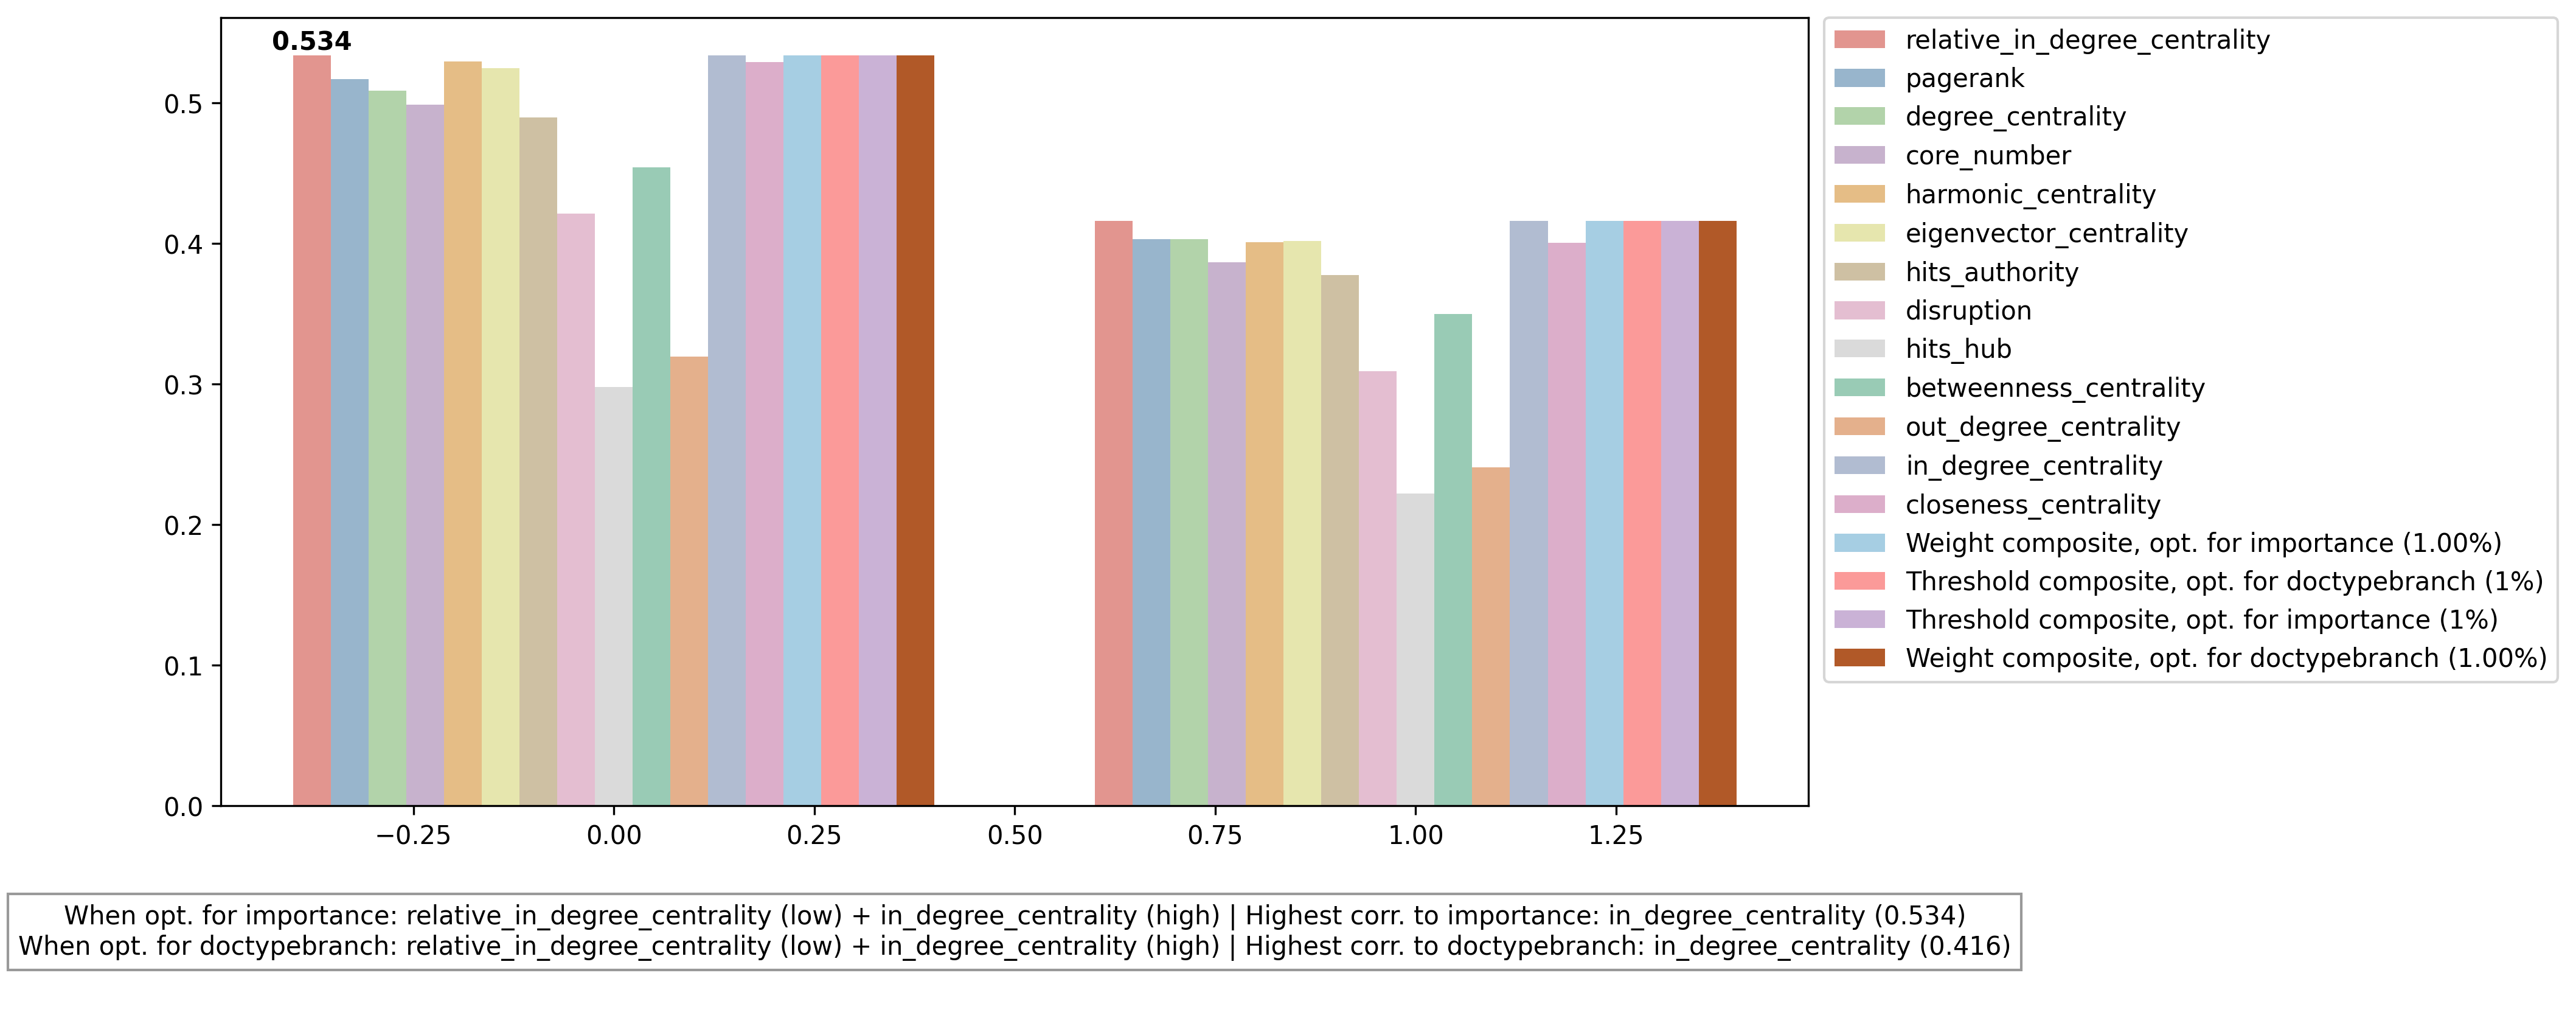 0.534
0.5
0.4
0.3
0.2
0.1
0.0
−0.25 0.00 0.25 0.50 0.75 1.00 1.25
relative_in_degree_centrality
pagerank
degree_centrality
core_number
harmonic_centrality
eigenvector_centrality
hits_authority
disruption
hits_hub
betweenness_centrality
out_degree_centrality
in_degree_centrality
closeness_centrality
Weight composite, opt. for importance (1.00%)
Threshold composite, opt. for doctypebranch (1%)
Threshold composite, opt. for importance (1%)
Weight composite, opt. for doctypebranch (1.00%)
When opt. for importance: relative_in_degree_centrality (low) + in_degree_centrality (high) | Highest corr. to importance: in_degree_centrality (0.534)
When opt. for doctypebranch: relative_in_degree_centrality (low) + in_degree_centrality (high) | Highest corr. to doctypebranch: in_degree_centrality (0.416)